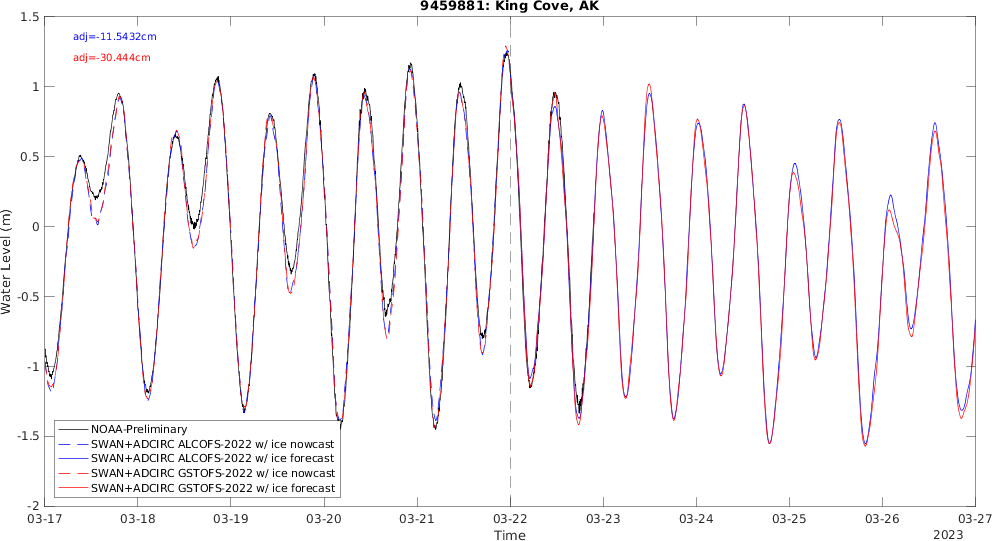 9459881: King Cove, AK
adj=-11.5432cm
adj=-30.444cm
Water Level (m)
1.5
1
0.5
0
-0.5
-1
-1.5
-2
NOAA-Preliminary
SWAN+ADCIRC ALCOFS-2022 w/ ice nowcast
SWAN+ADCIRC ALCOFS-2022 w/ ice forecast
SWAN+ADCIRC GSTOFS-2022 w/ ice nowcast
SWAN+ADCIRC GSTOFS-2022 w/ ice forecast
03-17 03-18 03-19 03-20 03-21 03-22 03-23 03-24 03-25 03-26 03-27
Time
2023